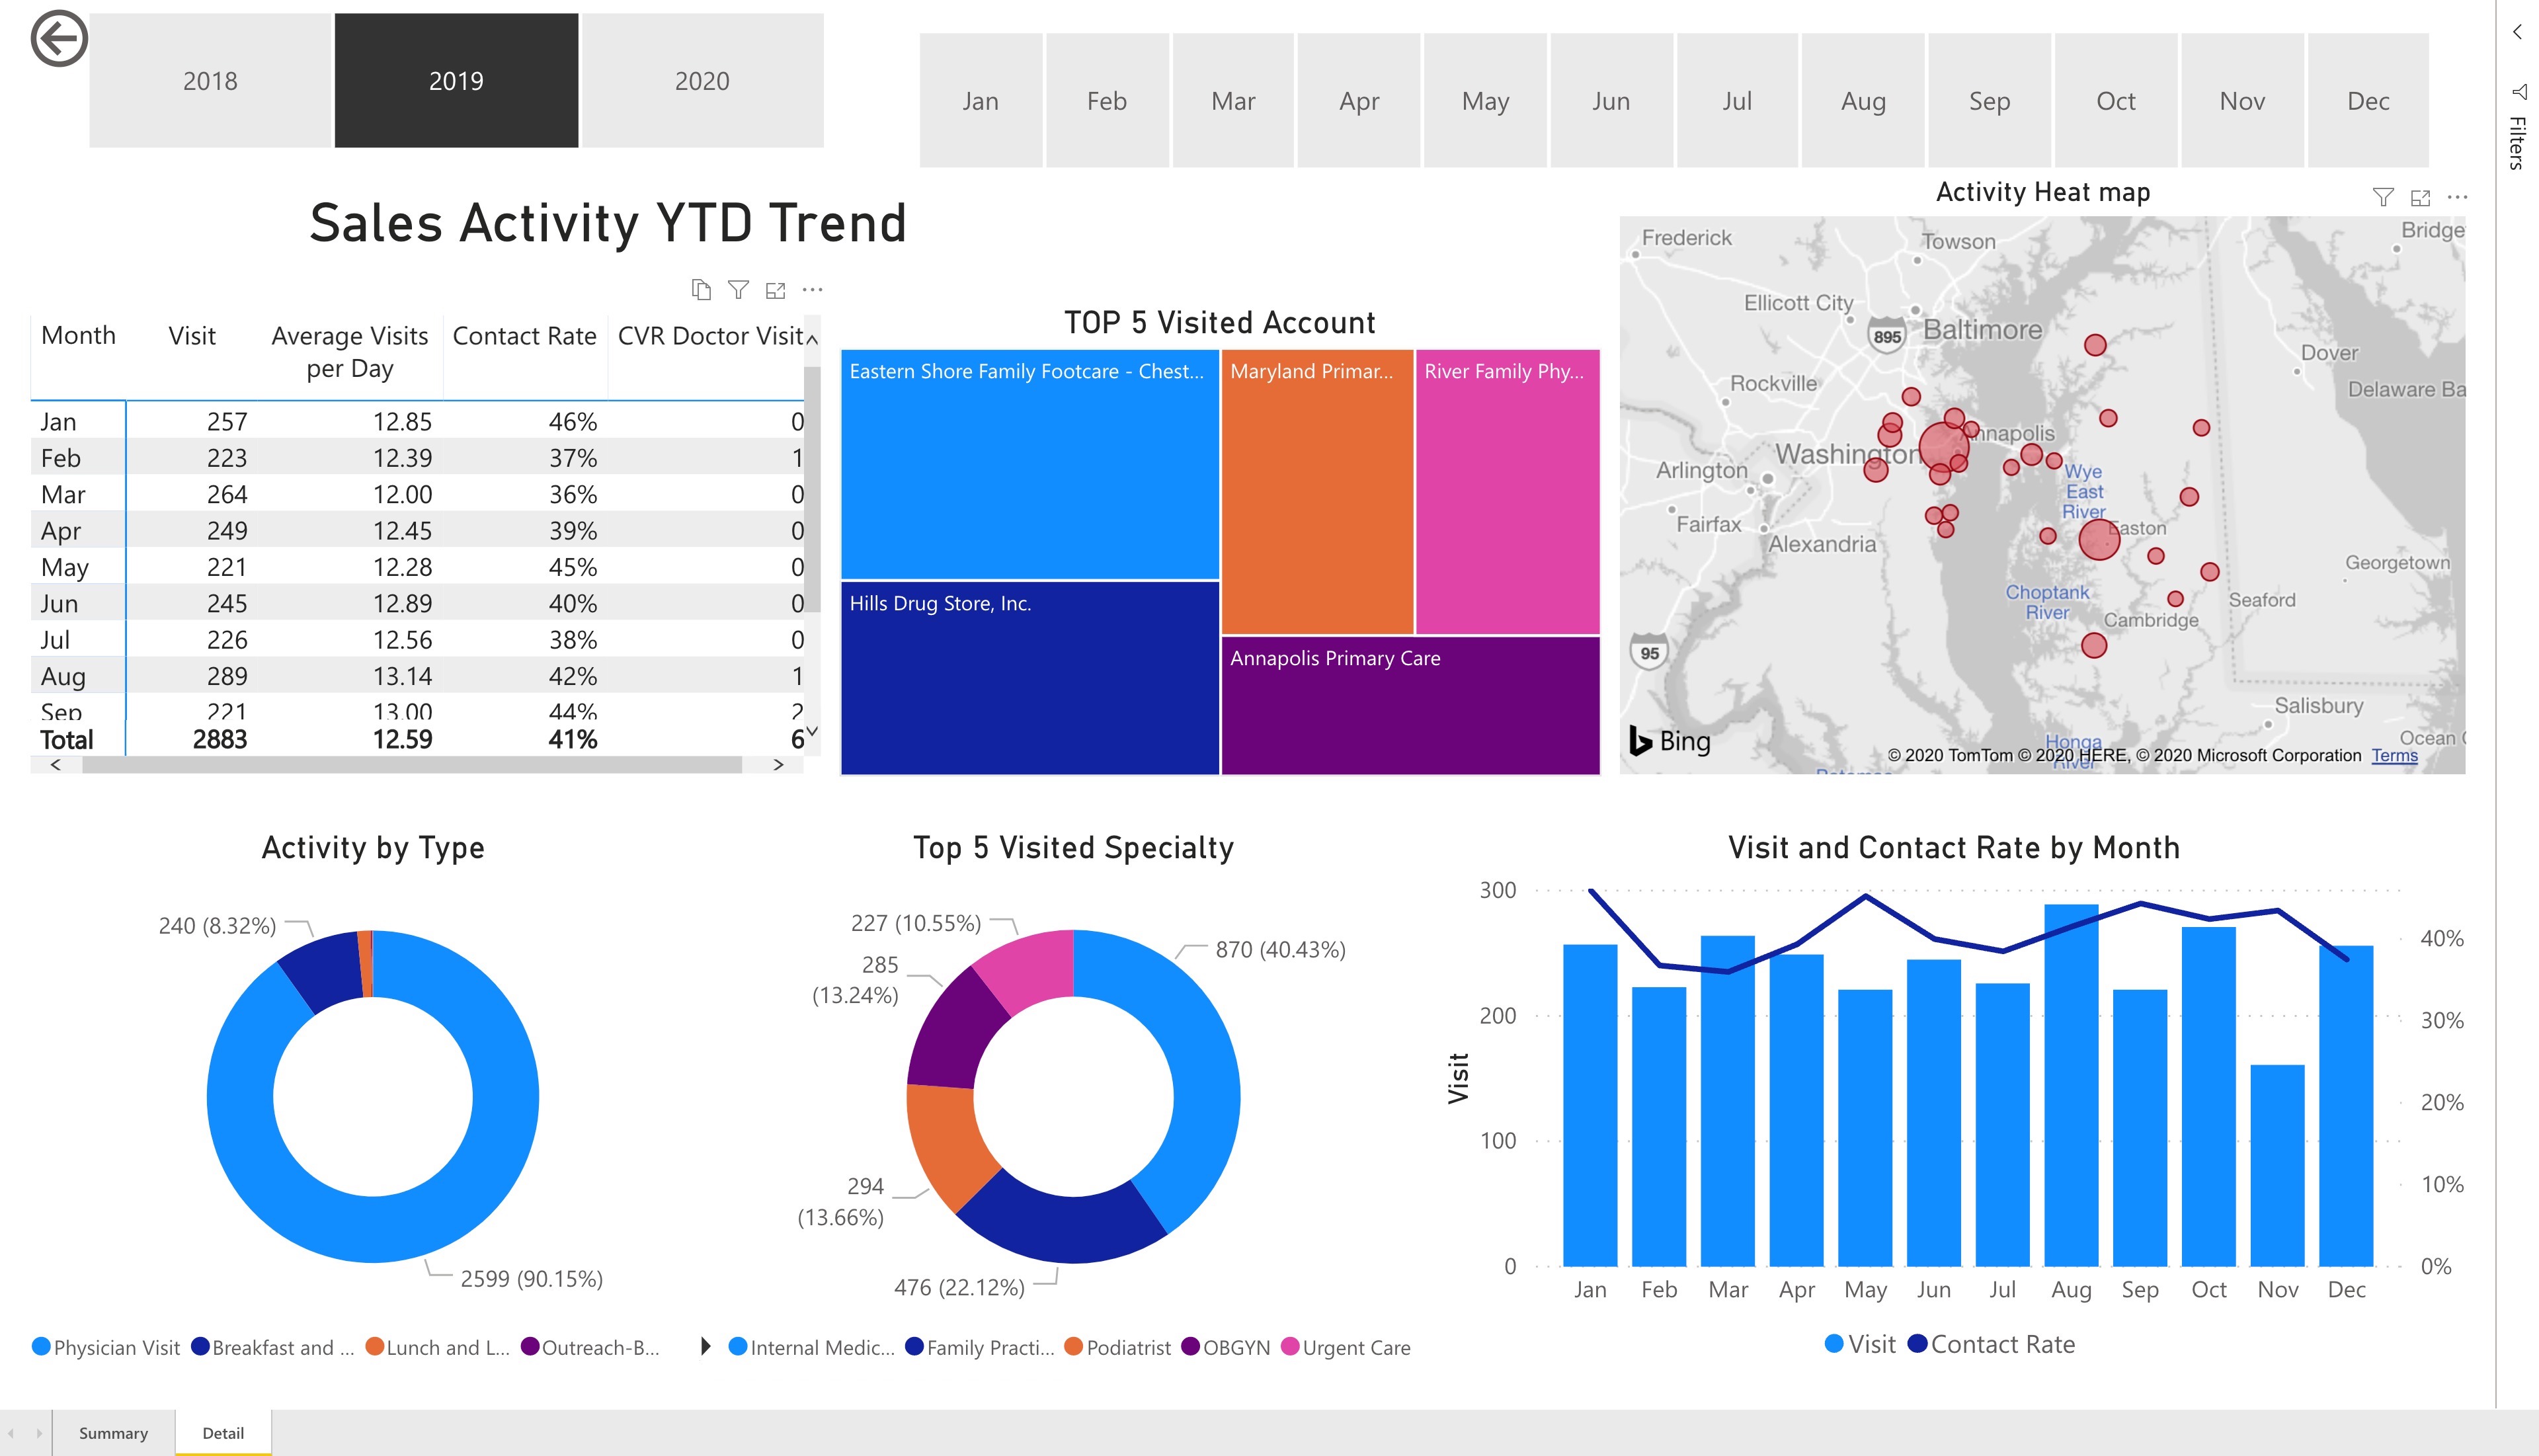 2018
2019
2020
Jan
Feb
Mar
Apr
May
Jun
Jul
Aug
Sep
Oct
Nov
Dec
Filters
Sales Activity YTD Trend
Month Visit Average Visits per Day Contact Rate CVR Doctor Visit
Jan 257 12.85 46% 0
Feb 223 12.39 37% 1
Mar 264 12.00 36% 0
Apr 249 12.45 39% 0
May 221 12.28 45% 0
Jun 245 12.89 40% 0
Jul 226 12.56 38% 0
Aug 289 13.14 42% 1
Sep 221 13.00 44% 2
Total 2883 12.59 41% 6
TOP 5 Visited Account
Eastern Shore Family Footcare - Chest...
Maryland Primar...
River Family Phy...
Hills Drug Store, Inc.
Annapolis Primary Care
Activity Heat map
Frederick
Towson
Bridge
Ellicott City
895
Baltimore
Dover
Rockville
Delaware Ba
Annapolis
Washington
Arlington
Wye
East
River
Fairfax
Easton
Alexandria
Georgetown
Choptank
River
Seaford
Cambridge
95
Salisbury
Honga
River
Ocean
Bing
© 2020 TomTom © 2020 HERE, © 2020 Microsoft Corporation Terms
Activity by Type
240 (8.32%)
2599 (90.15%)
Physician Visit
Breakfast and ...
Lunch and L...
Outreach-B...
Top 5 Visited Specialty
227 (10.55%)
870 (40.43%)
285
(13.24%)
294
(13.66%)
476 (22.12%)
Internal Medic...
Family Practi...
Podiatrist
OBGYN
Urgent Care
Visit and Contact Rate by Month
300
200
100
0
Visit
40%
30%
20%
10%
0%
Jan Feb Mar Apr May Jun Jul Aug Sep Oct Nov Dec
Visit
Contact Rate
Summary
Detail